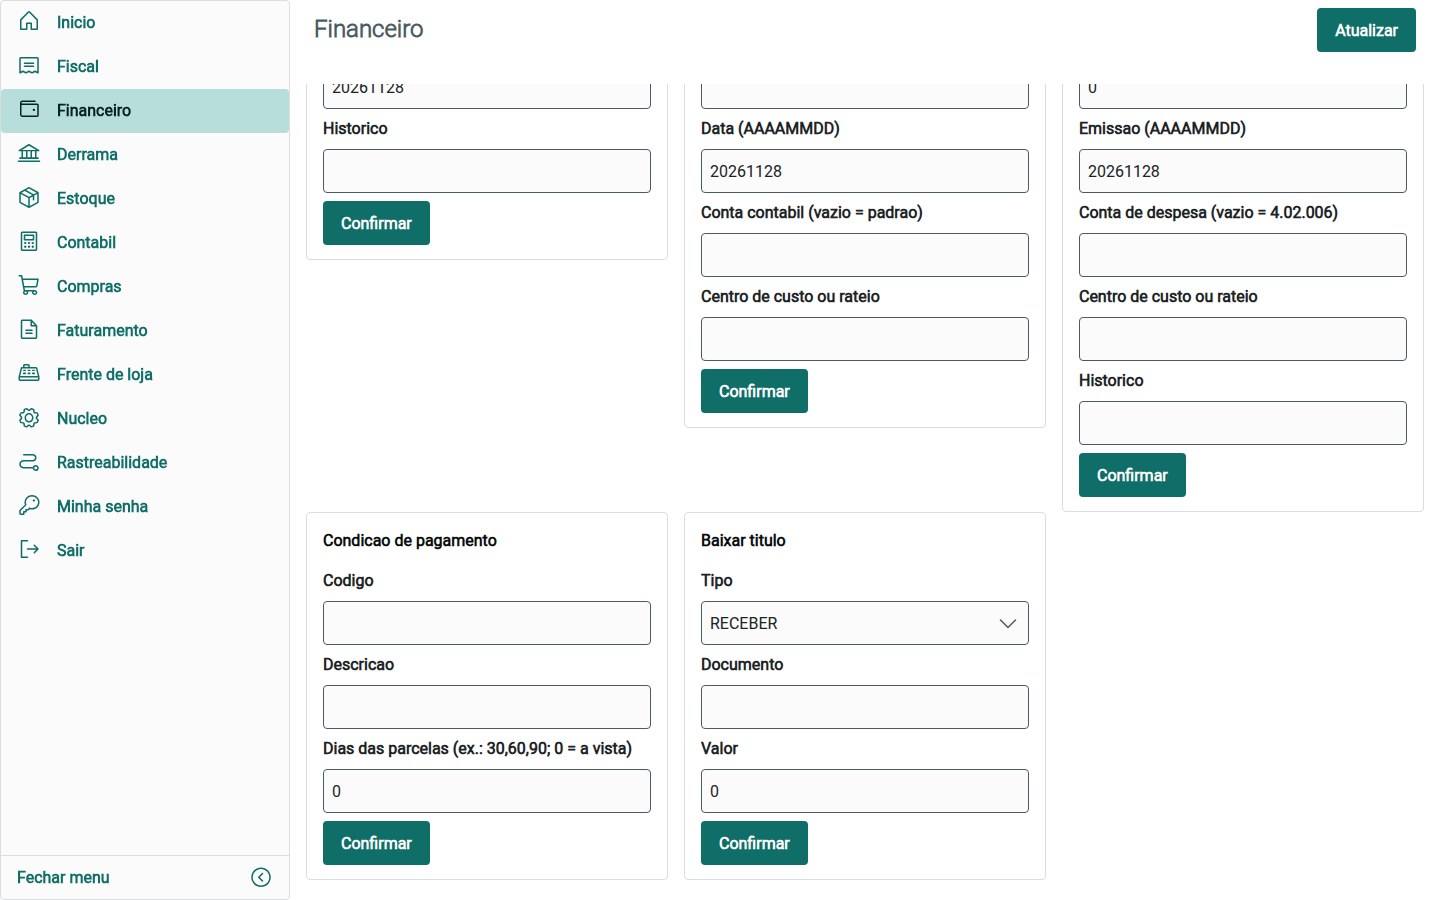 Inicio
Fiscal
Financeiro
Derrama
Estoque
Contabil
Compras
Faturamento
Frente de loja
Nucleo
Rastreabilidade
Minha senha
Sair
Fechar menu
Financeiro
Atualizar
20261128
Historico
Confirmar
Data (AAAAMMDD)
20261128
Conta contabil (vazio = padrao)
Centro de custo ou rateio
Confirmar
0
Emissao (AAAAMMDD)
20261128
Conta de despesa (vazio = 4.02.006)
Centro de custo ou rateio
Historico
Confirmar
Condicao de pagamento
Codigo
Descricao
Dias das parcelas (ex.: 30,60,90; 0 = a vista)
0
Confirmar
Baixar titulo
Tipo
RECEBER
Documento
Valor
0
Confirmar